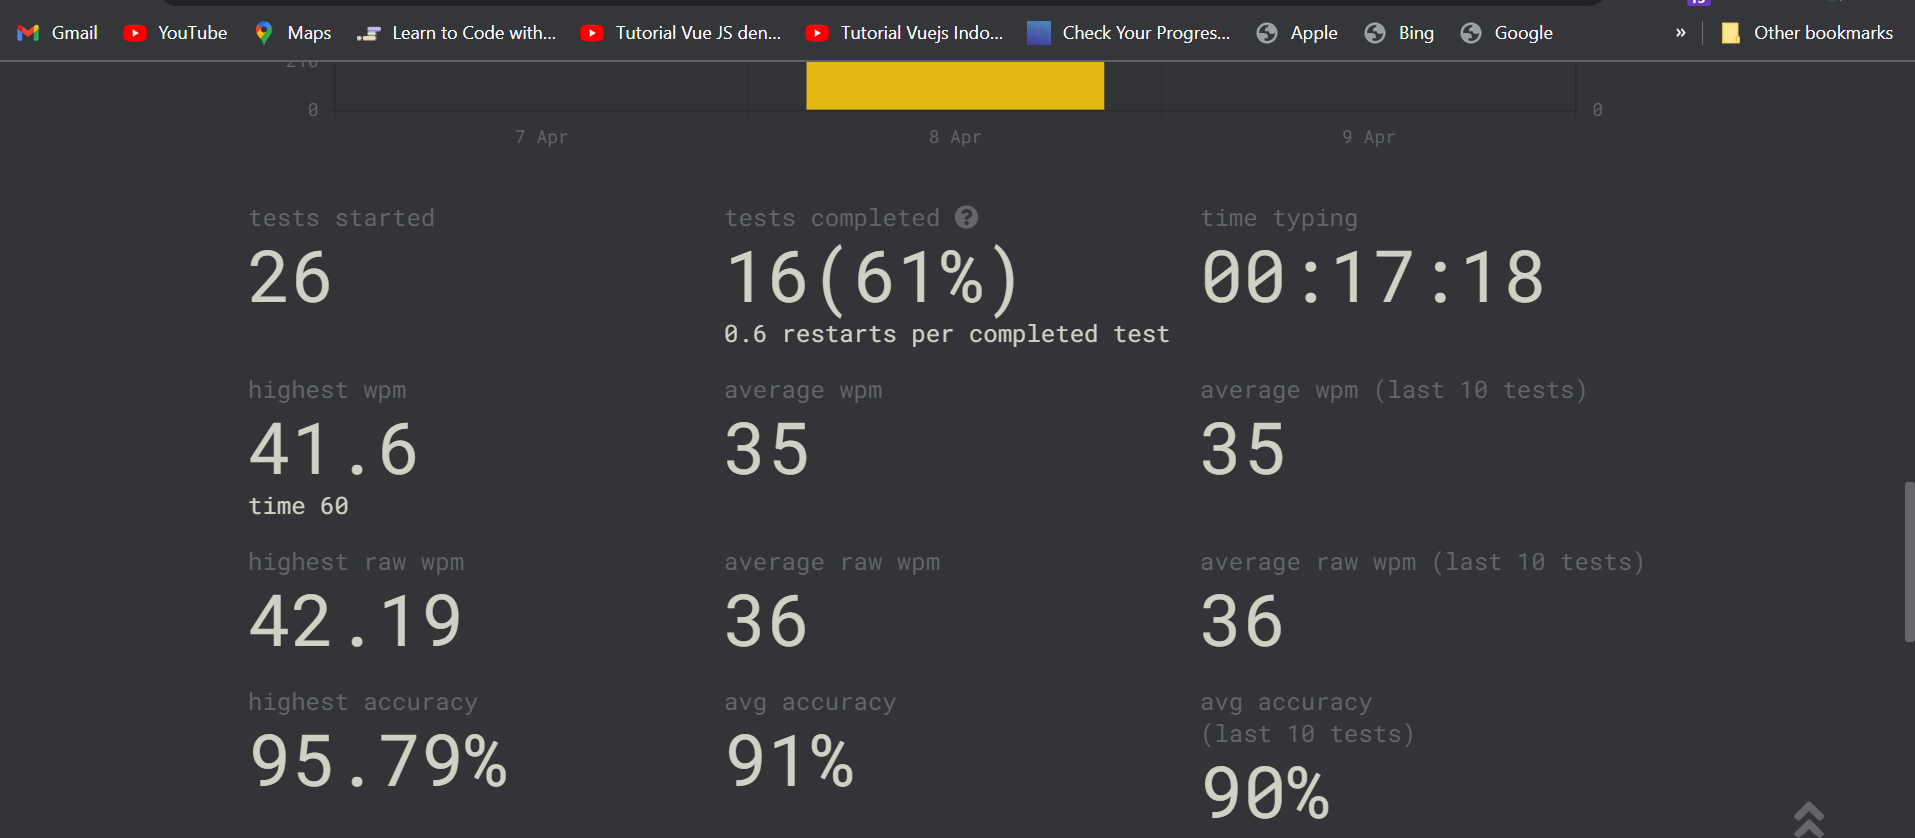 Gmail YouTube Maps Learn to Code with... Tutorial Vue JS den... Tutorial Vuejs Indo... Check Your Progres... Apple Bing Google » Other bookmarks
0 0
7 Apr 8 Apr 9 Apr
tests started
26
tests completed ?
16(61%)
0.6 restarts per completed test
time typing
00:17:18
highest wpm
41.6
time 60
average wpm
35
average wpm (last 10 tests)
35
highest raw wpm
42.19
average raw wpm
36
average raw wpm (last 10 tests)
36
highest accuracy
95.79%
avg accuracy
91%
avg accuracy
(last 10 tests)
90%